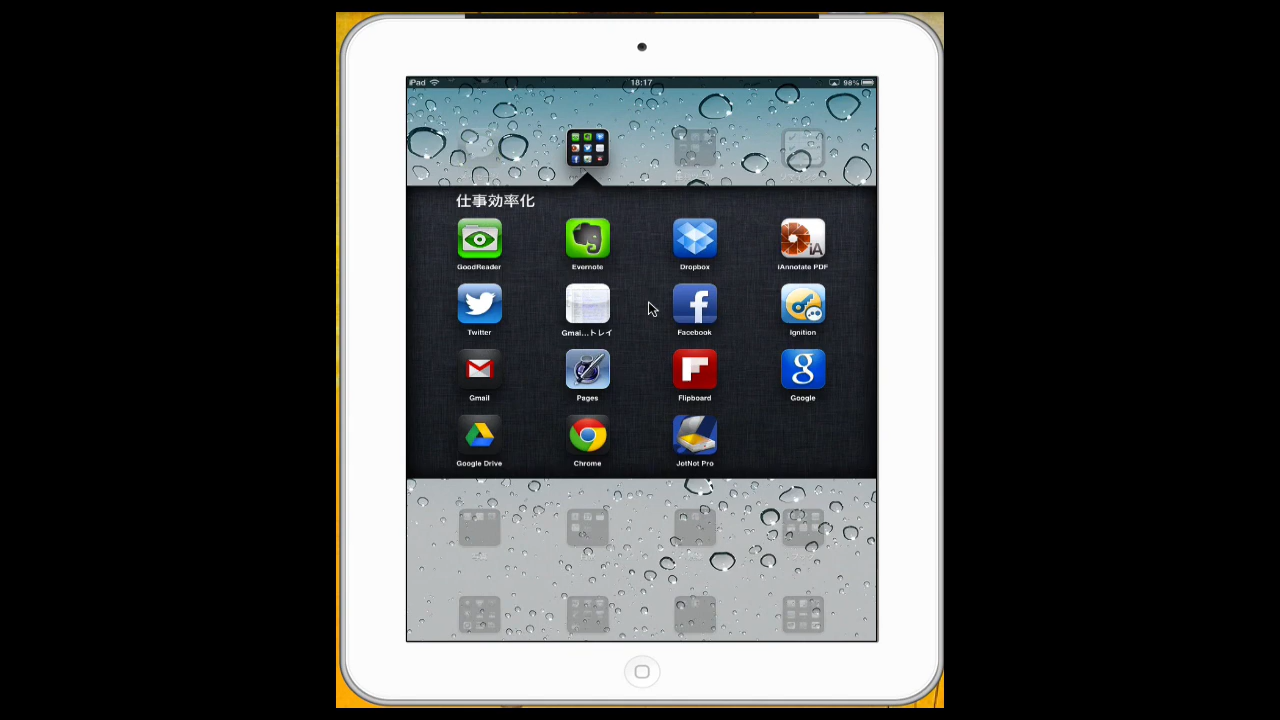 iPad 18:17 98%
仕事効率化
GoodReader Evernote Dropbox iAnnotate PDF
Twitter Gmai...トレイ Facebook Ignition
Gmail Pages Flipboard Google
Google Drive Chrome JotNot Pro